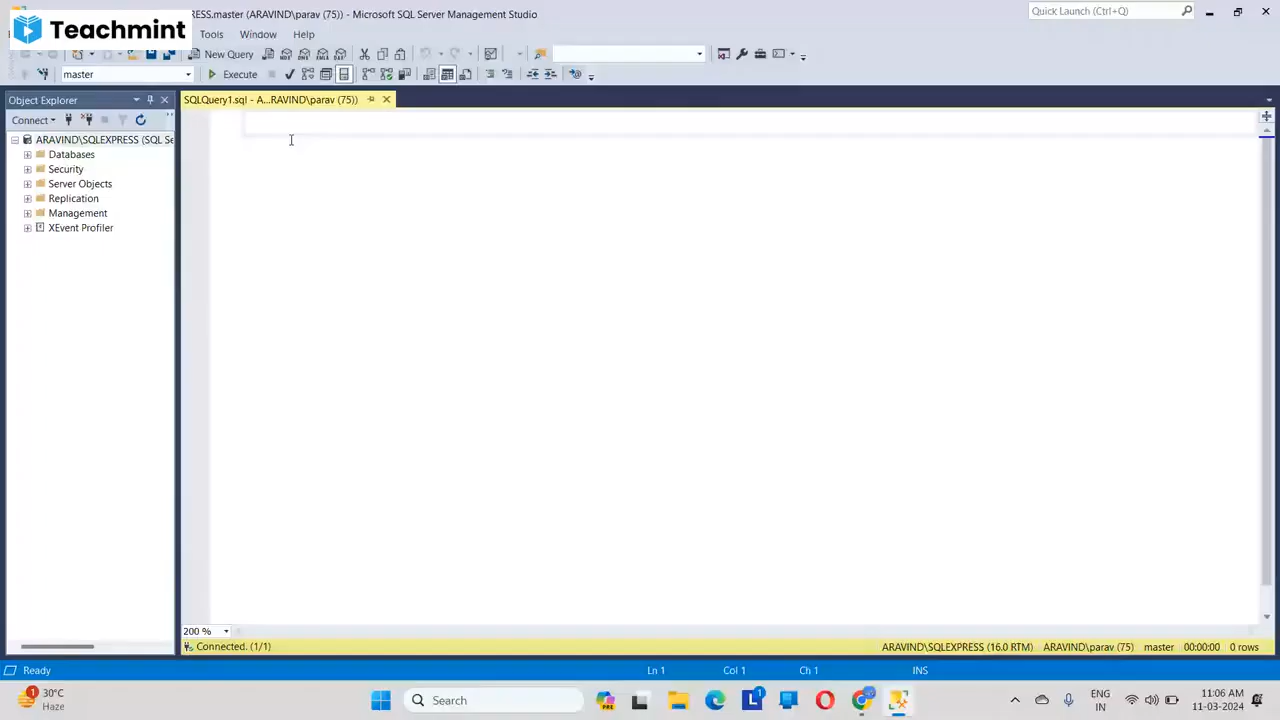 Teachmint
RESS.master (ARAVIND\parav (75)) - Microsoft SQL Server Management Studio
Quick Launch (Ctrl+Q)
Tools Window Help
New Query
master
Execute
Object Explorer
SQLQuery1.sql - A...RAVIND\parav (75))
Connect
ARAVIND\SQLEXPRESS (SQL Se
Databases
Security
Server Objects
Replication
Management
XEvent Profiler
200 %
Connected. (1/1)
ARAVIND\SQLEXPRESS (16.0 RTM) ARAVIND\parav (75) master 00:00:00 0 rows
Ready
Ln 1 Col 1 Ch 1 INS
1
30°C
Haze
Search
PRE
L
1
ENG
IN
11:06 AM
11-03-2024